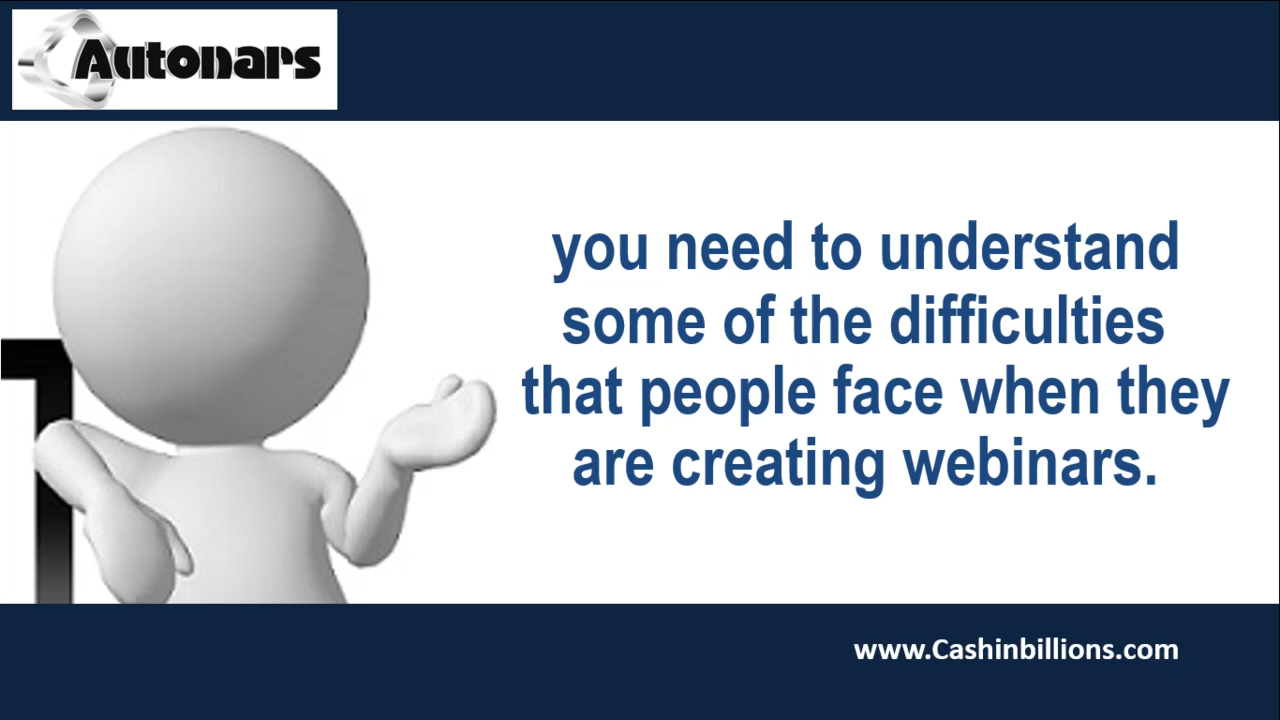 Autonars
you need to understand
some of the difficulties
that people face when they
are creating webinars.
www.Cashinbillions.com